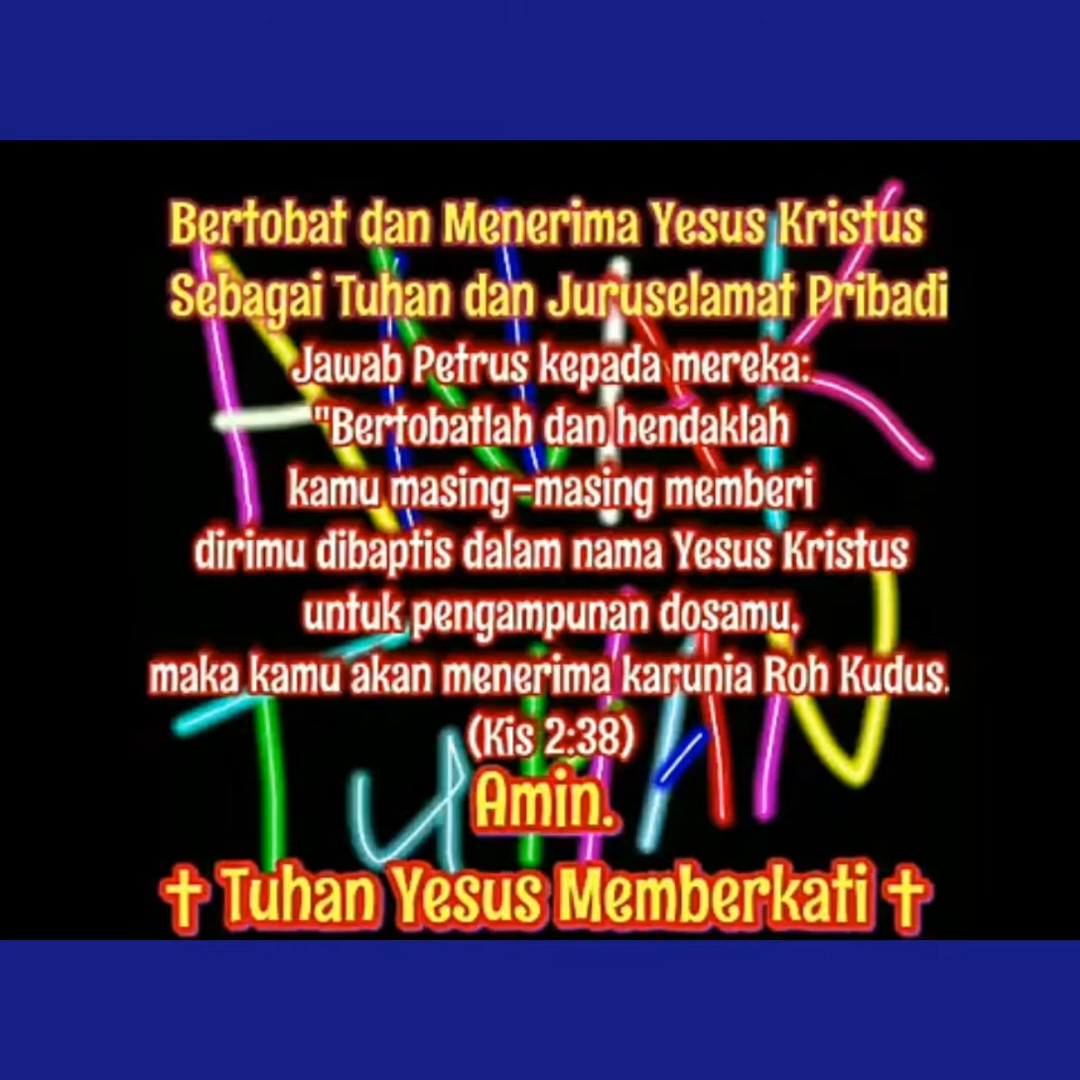 Bertobat dan Menerima Yesus Kristus
Sebagai Tuhan dan Juruselamat Pribadi
Jawab Petrus kepada mereka:
"Bertobatlah dan hendaklah
kamu masing-masing memberi
dirimu dibaptis dalam nama Yesus Kristus
untuk pengampunan dosamu,
maka kamu akan menerima karunia Roh Kudus.
(Kis 2:38)
Amin.
✝ Tuhan Yesus Memberkati ✝
ANAK
TUHAN